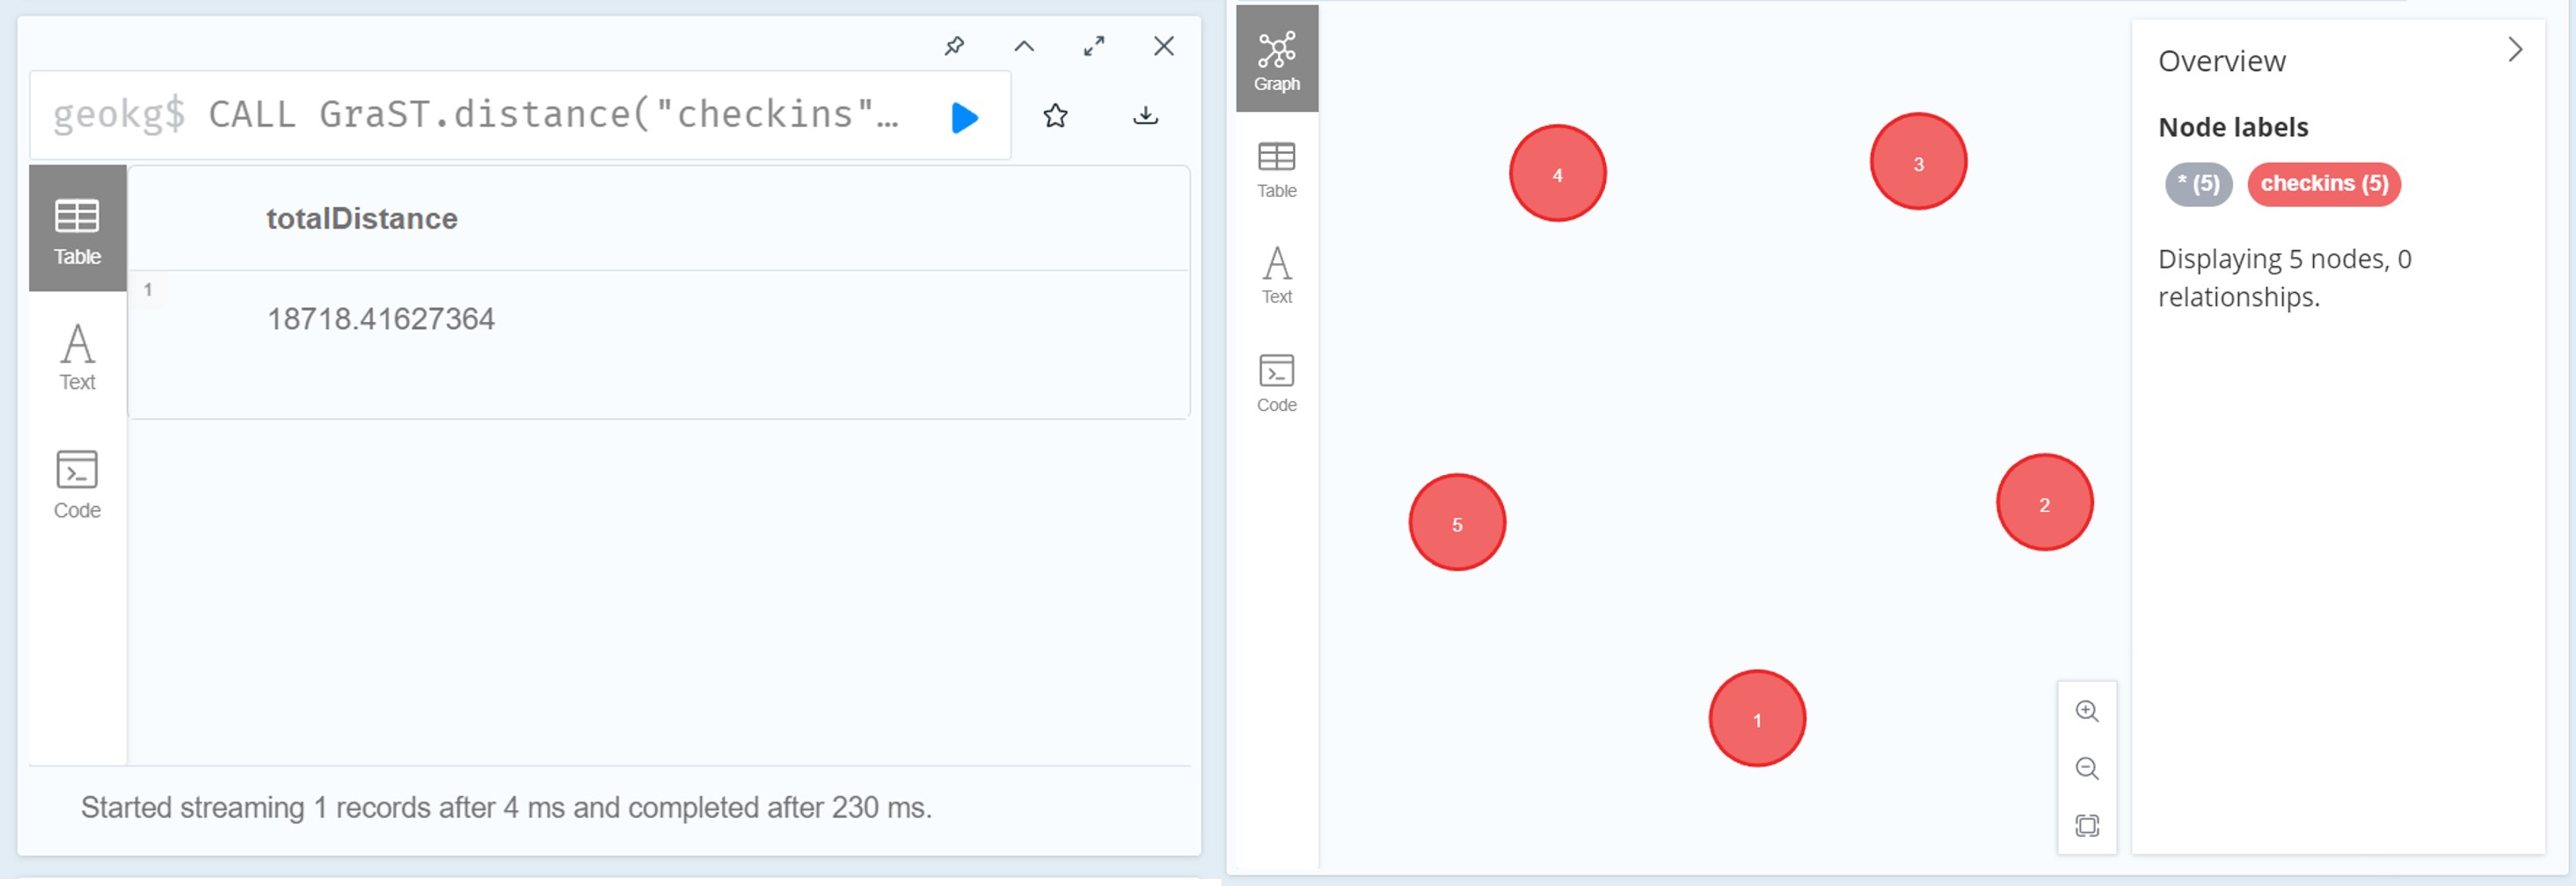 geokg$ CALL GraST.distance("checkins"…
Table
Text
Code
totalDistance
1
18718.41627364
Started streaming 1 records after 4 ms and completed after 230 ms.
Graph
Table
Text
Code
4
3
5
2
1
Overview
Node labels
* (5) checkins (5)
Displaying 5 nodes, 0
relationships.